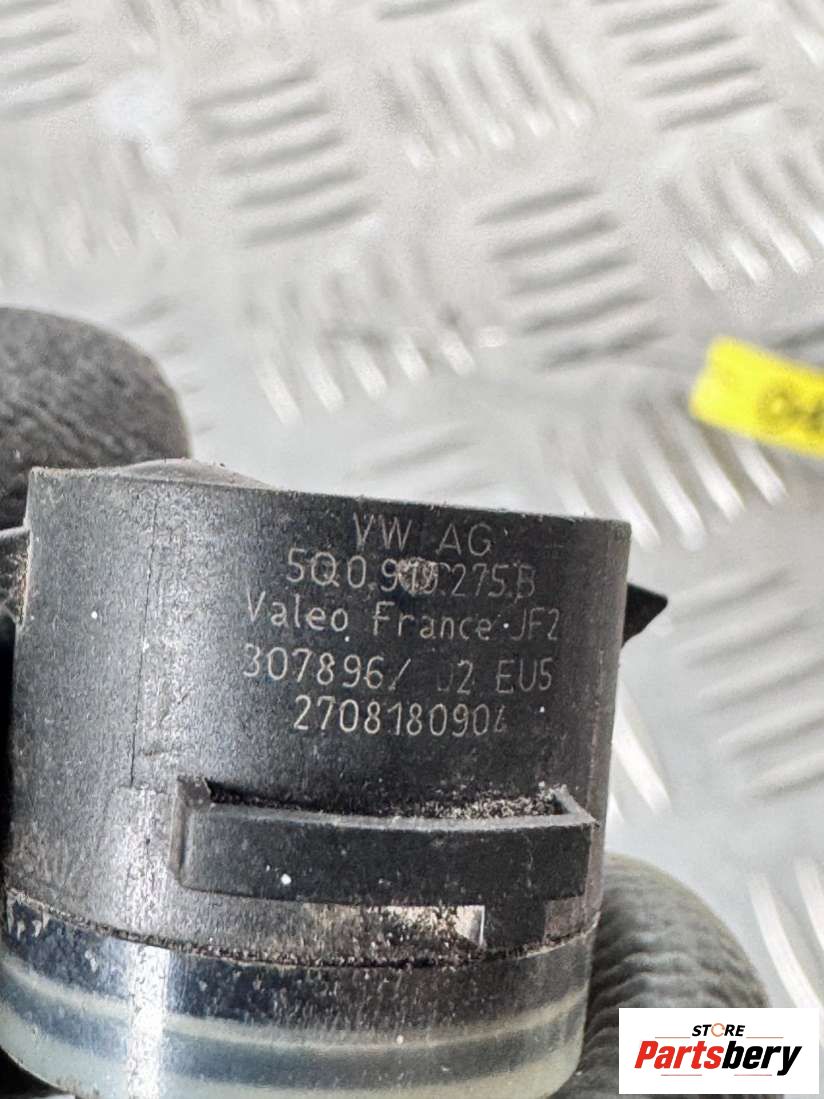 VW AG
5Q0.919.275.B
Valeo France JF2
307896/ 02 EU5
2708180904
STORE
Partsbery